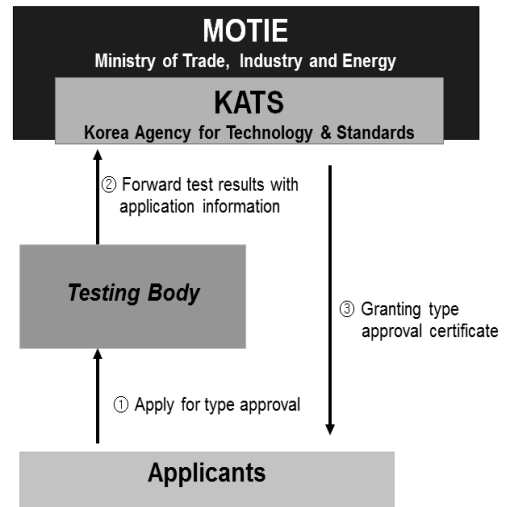 MOTIE
Ministry of Trade, Industry and Energy
KATS
Korea Agency for Technology & Standards
② Forward test results with
application information
Testing Body
③ Granting type
approval certificate
① Apply for type approval
Applicants